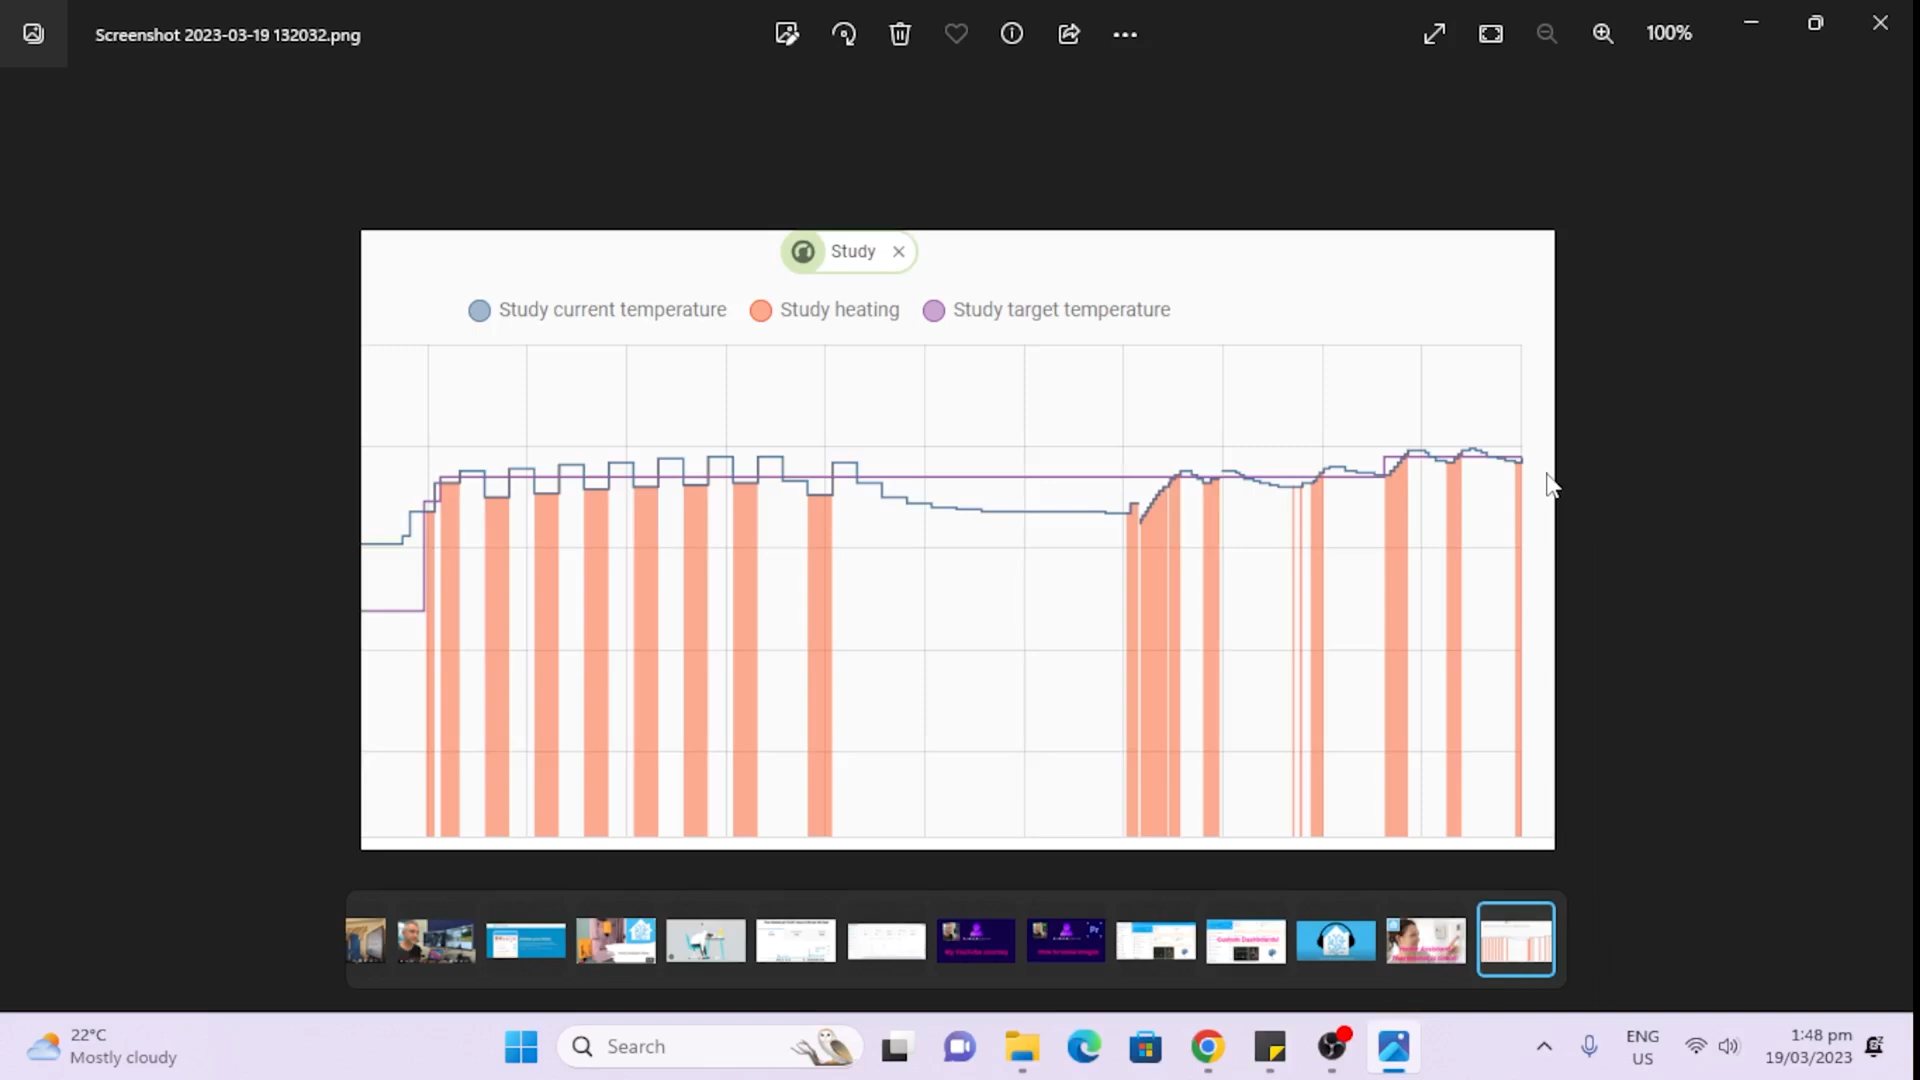 Screenshot 2023-03-19 132032.png
100%
Study
Study current temperature
Study heating
Study target temperature
22°C
Mostly cloudy
Search
ENG
US
1:48 pm
19/03/2023